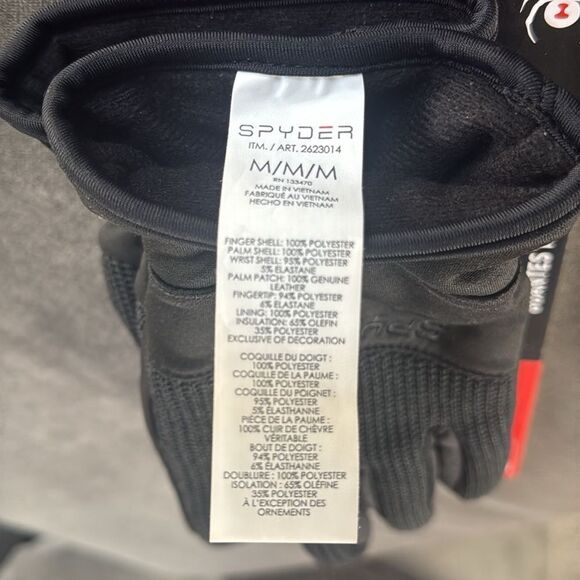 SPYDER
ITM. / ART. 2623014
M/M/M
RN 133470
MADE IN VIETNAM
FABRIQUÉ AU VIETNAM
HECHO EN VIETNAM
FINGER SHELL: 100% POLYESTER
PALM SHELL: 100% POLYESTER
WRIST SHELL: 95% POLYESTER
5% ELASTANE
PALM PATCH: 100% GENUINE
LEATHER
FINGERTIP: 94% POLYESTER
6% ELASTANE
LINING: 100% POLYESTER
INSULATION: 65% OLEFIN
35% POLYESTER
EXCLUSIVE OF DECORATION
COQUILLE DU DOIGT :
100% POLYESTER
COQUILLE DE LA PAUME :
100% POLYESTER
COQUILLE DU POIGNET :
95% POLYESTER
5% ÉLASTHANNE
PIÈCE DE LA PAUME :
100% CUIR DE CHÈVRE
VÉRITABLE
BOUT DE DOIGT :
94% POLYESTER
6% ÉLASTHANNE
DOUBLURE : 100% POLYESTER
ISOLATION : 65% OLÉFINE
35% POLYESTER
À L'EXCEPTION DES
ORNEMENTS